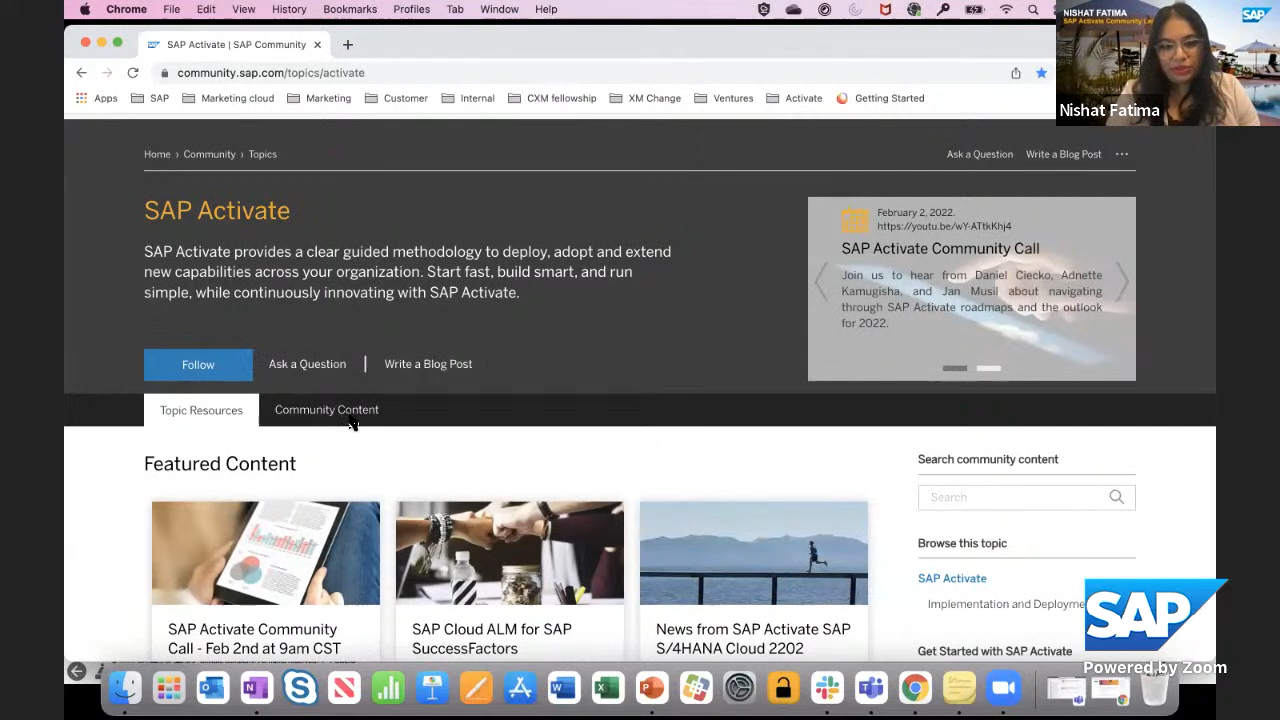 Chrome File Edit View History Bookmarks Profiles Tab Window Help
NISHAT FATIMA
SAP Activate Community Le
SAP
SAP Activate | SAP Community
community.sap.com/topics/activate
Apps SAP Marketing cloud Marketing Customer Internal CXM fellowship XM Change Ventures Activate Getting Started
Nishat Fatima
Home › Community › Topics
Ask a Question Write a Blog Post
SAP Activate
SAP Activate provides a clear guided methodology to deploy, adopt and extend
new capabilities across your organization. Start fast, build smart, and run
simple, while continuously innovating with SAP Activate.
February 2, 2022.
https://youtu.be/wY-ATtkKhj4
SAP Activate Community Call
Join us to hear from Daniel Ciecko, Adnette
Kamugisha, and Jan Musil about navigating
through SAP Activate roadmaps and the outlook
for 2022.
Follow Ask a Question | Write a Blog Post
Topic Resources Community Content
Featured Content
SAP Activate Community
Call - Feb 2nd at 9am CST
SAP Cloud ALM for SAP
SuccessFactors
News from SAP Activate SAP
S/4HANA Cloud 2202
Search community content
Search
Browse this topic
SAP Activate
Implementation and Deployme
Get Started with SAP Activate
SAP
Powered by Zoom